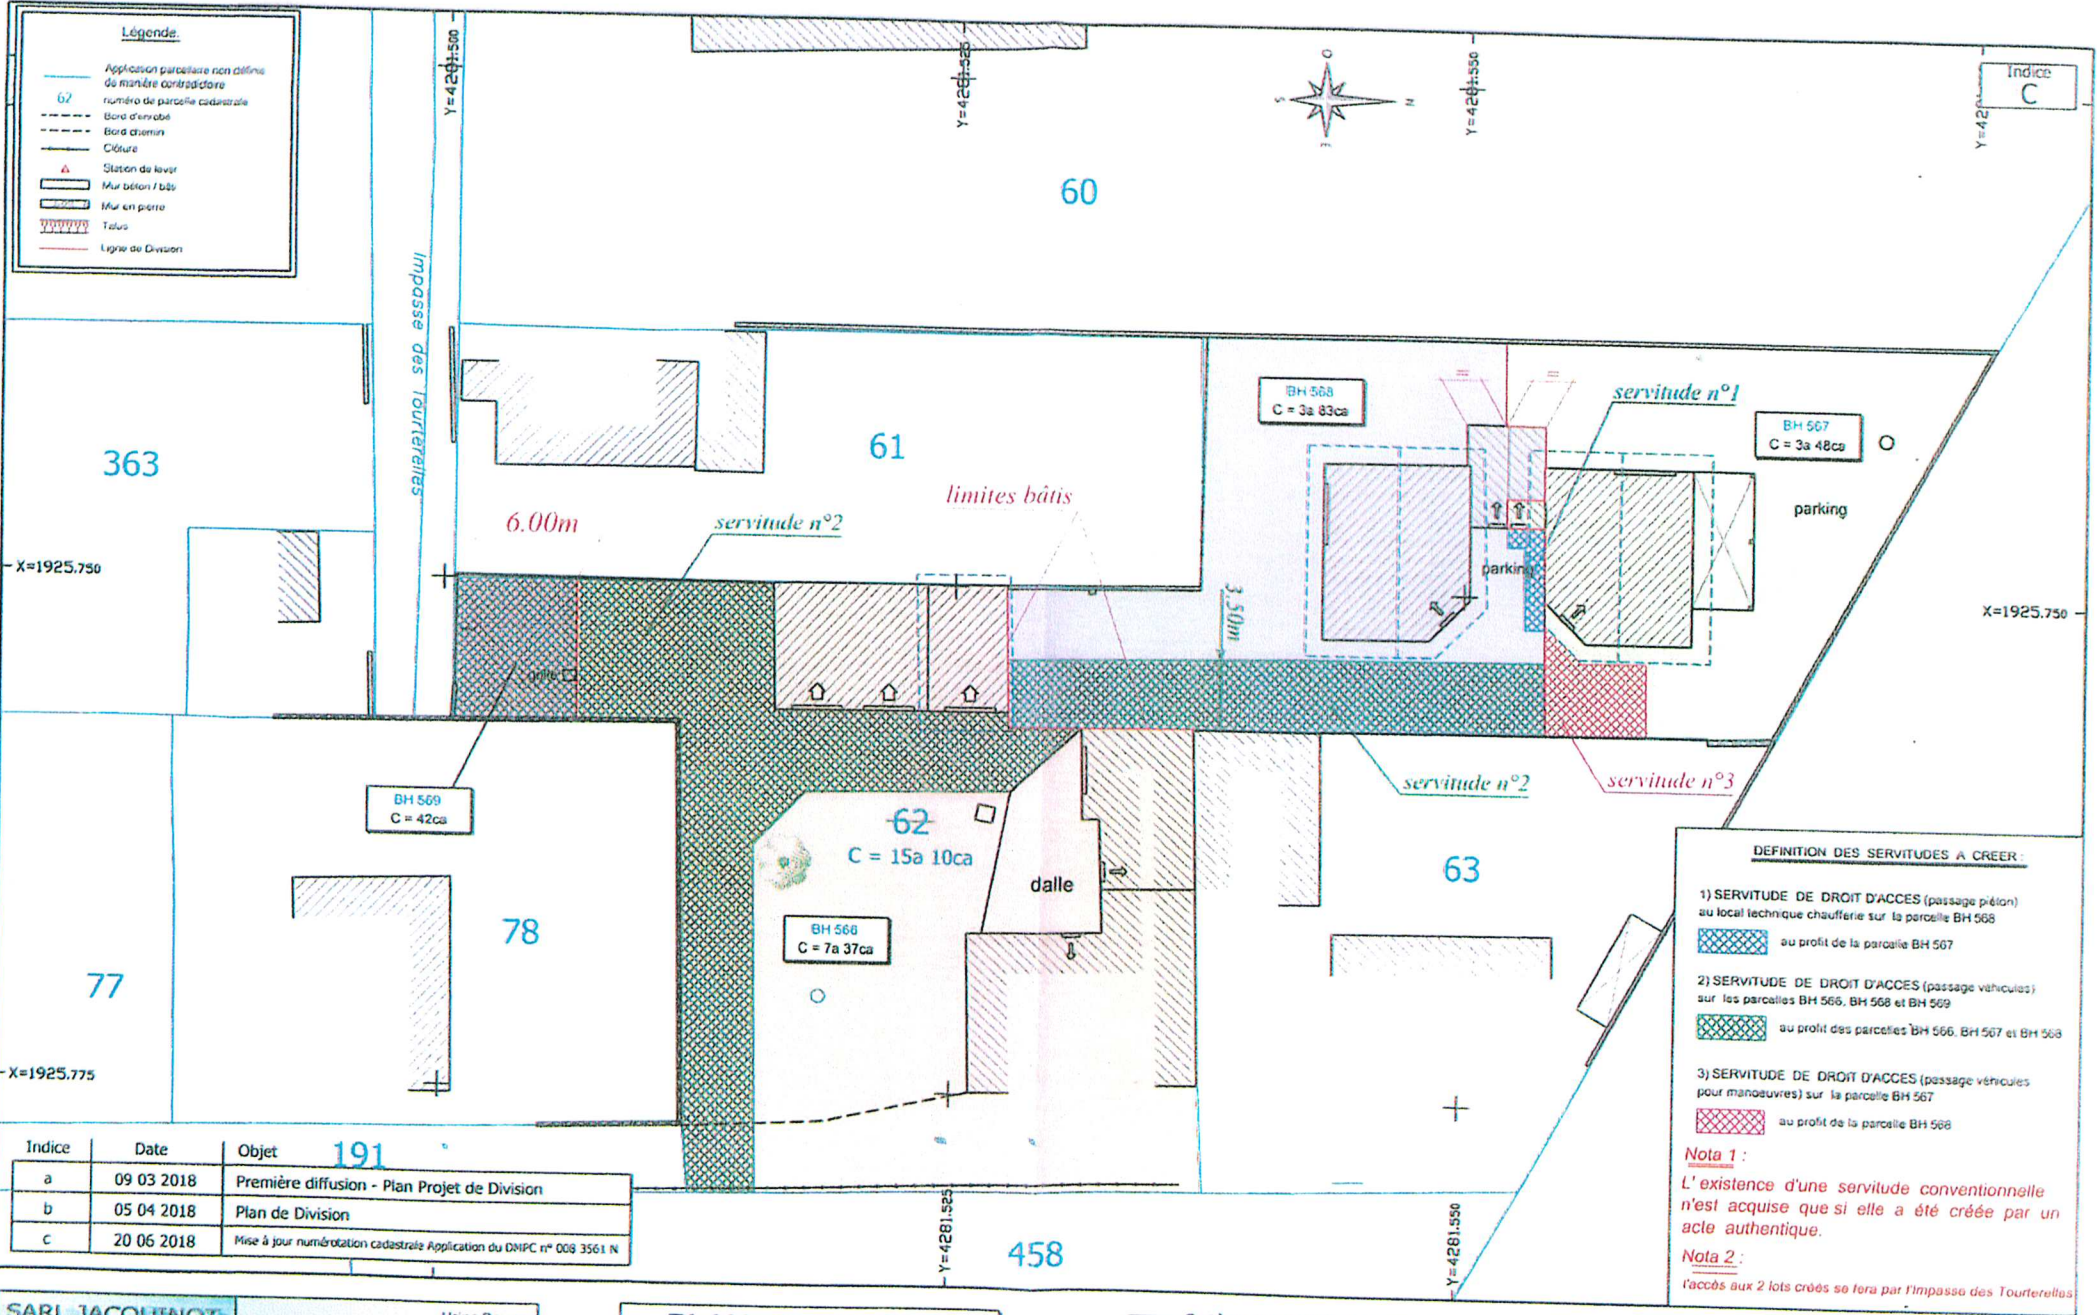 Légende.
Application parcellaire non définie
de manière contradictoire
62 numéro de parcelle cadastrale
Bord d'enrobé
Bord chemin
Clôture
Station de lever
Mur béton / bâti
Mur en pierre
Talus
Ligne de Division
Y=4281.500
Y=4281.525
Y=4281.550
Indice
C
O
S
N
E
60
Impasse des Tourterelles
363
61
BH 568
C = 3a 83ca
servitude n°1
BH 567
C = 3a 48ca
parking
6.00m
servitude n°2
limites bâtis
X=1925.750
X=1925.750
parking
3.50m
grille
BH 569
C = 42ca
62
C = 15a 10ca
dalle
servitude n°2
servitude n°3
63
78
77
BH 566
C = 7a 37ca
X=1925.775
191
458
Y=4281.525
Y=4281.550
DEFINITION DES SERVITUDES A CREER :
1) SERVITUDE DE DROIT D'ACCES (passage piéton)
au local technique chaufferie sur la parcelle BH 568
au profit de la parcelle BH 567
2) SERVITUDE DE DROIT D'ACCES (passage véhicules)
sur les parcelles BH 566, BH 568 et BH 569
au profit des parcelles BH 566, BH 567 et BH 568
3) SERVITUDE DE DROIT D'ACCES (passage véhicules
pour manoeuvres) sur la parcelle BH 567
au profit de la parcelle BH 568
Nota 1 :
L'existence d'une servitude conventionnelle
n'est acquise que si elle a été créée par un
acte authentique.
Nota 2 :
l'accès aux 2 lots créés se fera par l'Impasse des Tourterelles
Indice Date Objet
a 09 03 2018 Première diffusion - Plan Projet de Division
b 05 04 2018 Plan de Division
c 20 06 2018 Mise à jour numérotation cadastrale Application du DMPC n° 008 3561 N
SARL JACQUINOT